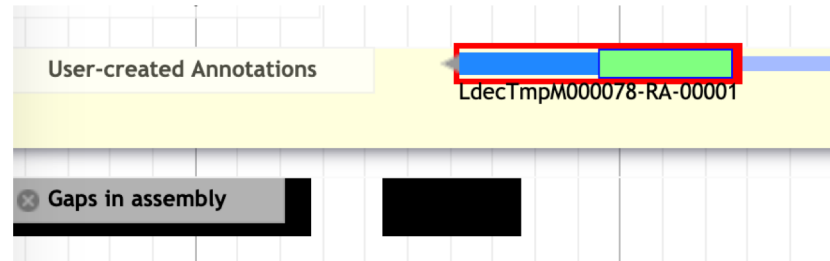 User-created Annotations
LdecTmpM000078-RA-00001
Gaps in assembly